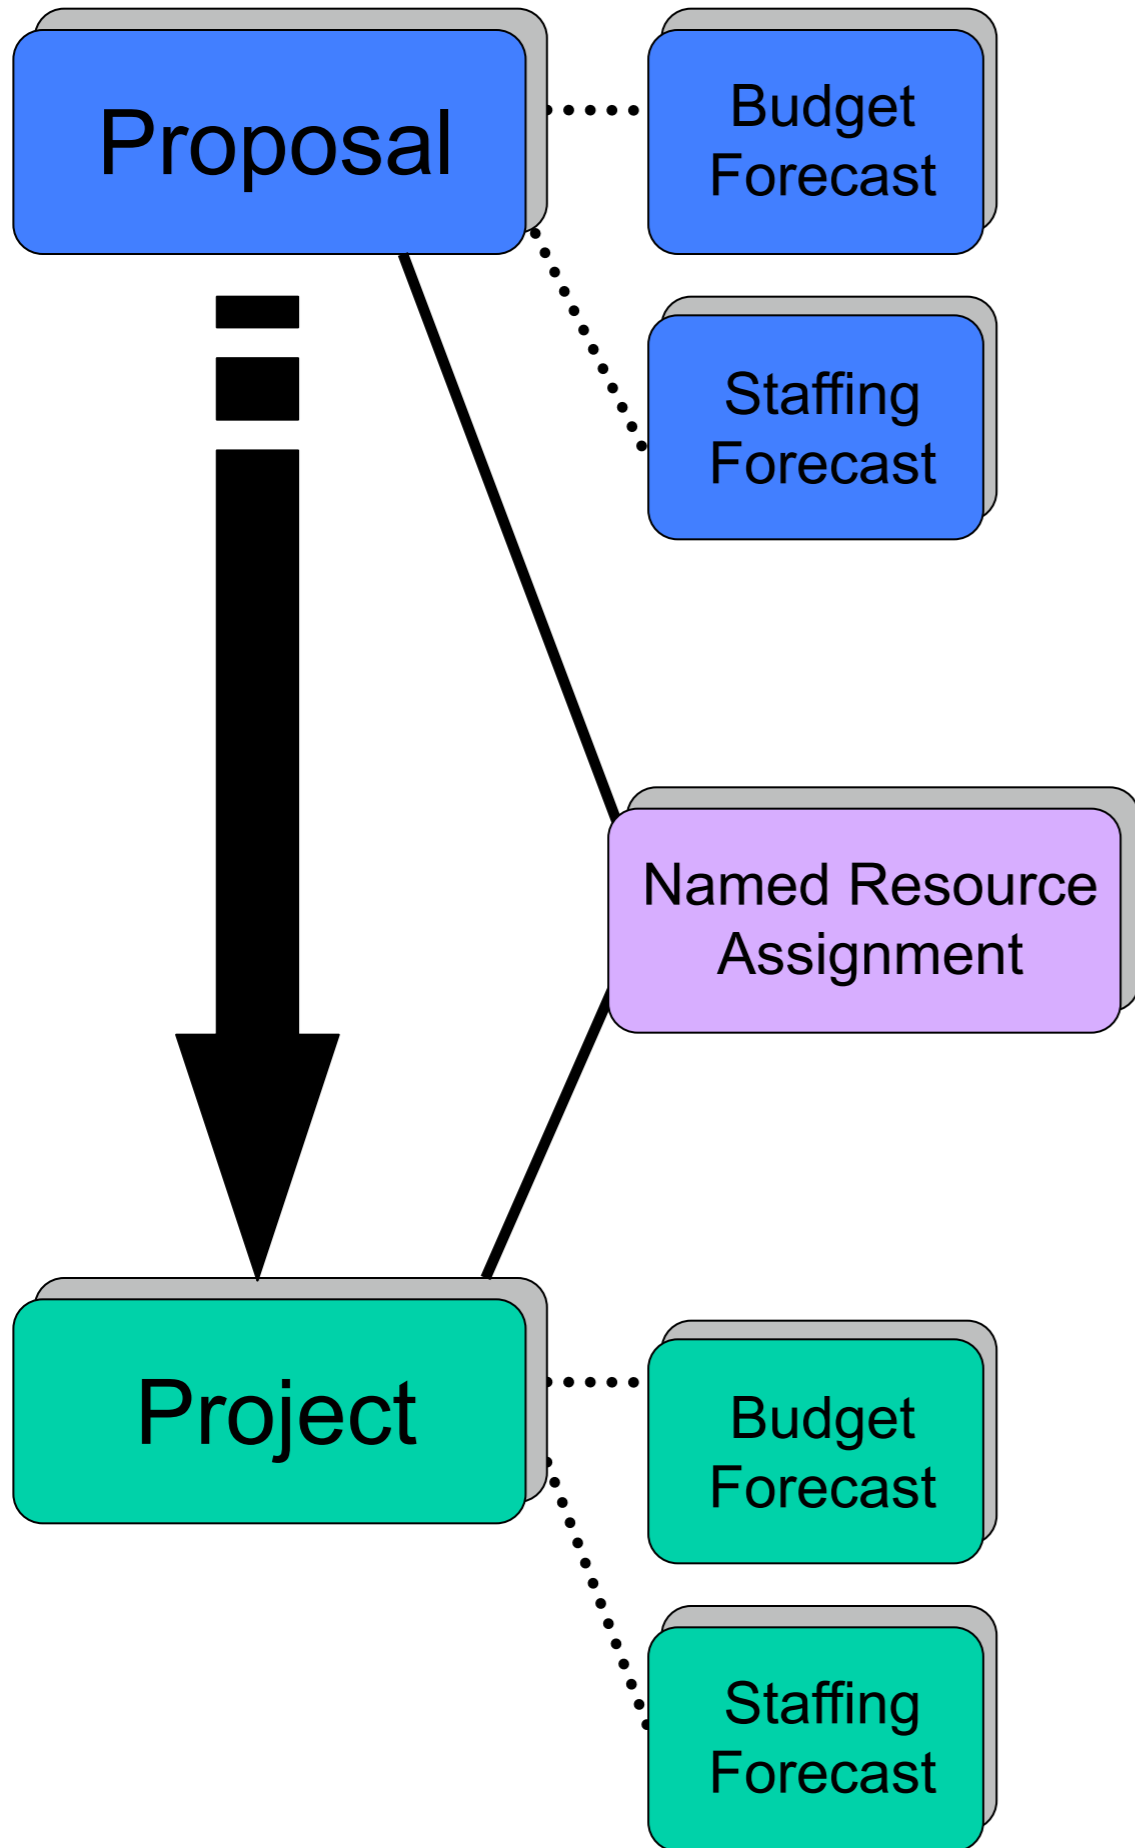 Proposal
Budget
Forecast
Staffing
Forecast
Named Resource
Assignment
Project
Budget
Forecast
Staffing
Forecast